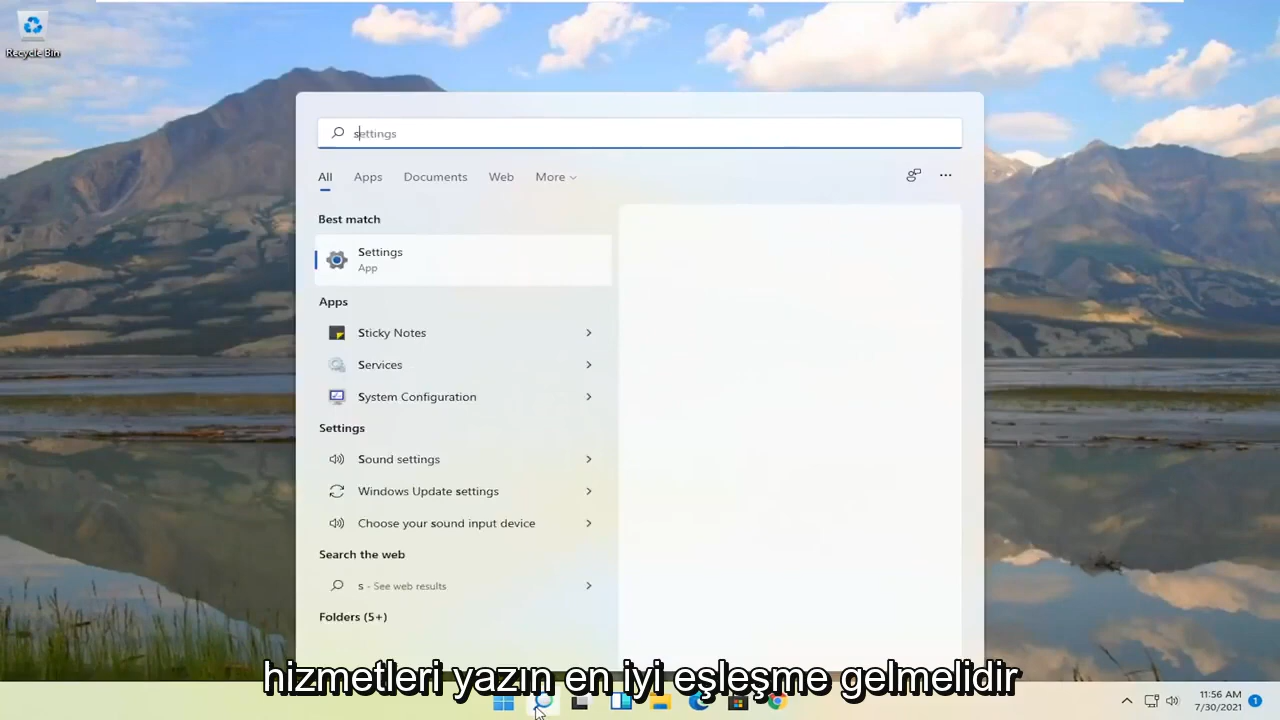 Recycle Bin
settings
All Apps Documents Web More
Best match
Settings
App
Apps
Sticky Notes
Services
System Configuration
Settings
Sound settings
Windows Update settings
Choose your sound input device
Search the web
s - See web results
Folders (5+)
hizmetleri yazın en iyi eşleşme gelmelidir
11:56 AM
7/30/2021
1